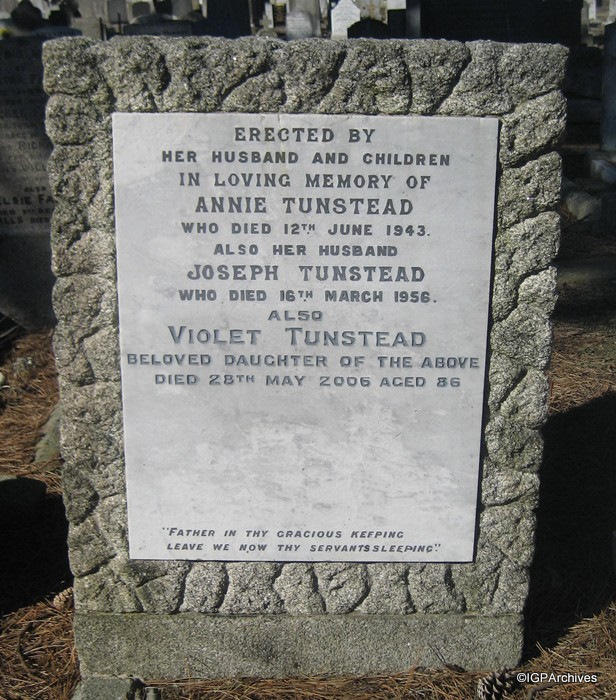 ERECTED BY
HER HUSBAND AND CHILDREN
IN LOVING MEMORY OF
ANNIE TUNSTEAD
WHO DIED 12TH JUNE 1943.
ALSO HER HUSBAND
JOSEPH TUNSTEAD
WHO DIED 16TH MARCH 1956.
ALSO
VIOLET TUNSTEAD
BELOVED DAUGHTER OF THE ABOVE
DIED 28TH MAY 2006 AGED 86
"FATHER IN THY GRACIOUS KEEPING
LEAVE WE NOW THY SERVANTS SLEEPING".
©IGPArchives